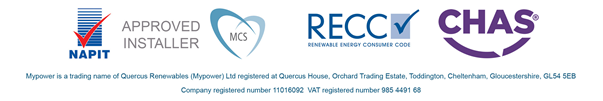 NAPIT
APPROVED
INSTALLER
MCS
RECC
RENEWABLE ENERGY CONSUMER CODE
CHAS®
Mypower is a trading name of Quercus Renewables (Mypower) Ltd registered at Quercus House, Orchard Trading Estate, Toddington, Cheltenham, Gloucestershire, GL54 5EB
Company registered number 11016092  VAT registered number 985 4491 68